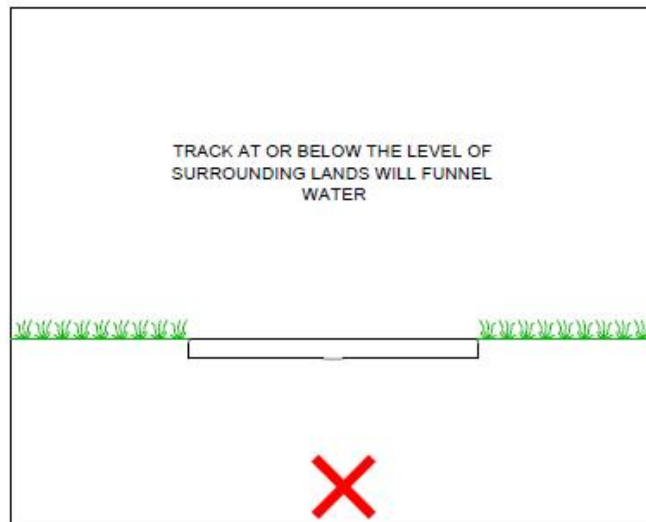 TRACK AT OR BELOW THE LEVEL OF
SURROUNDING LANDS WILL FUNNEL
WATER